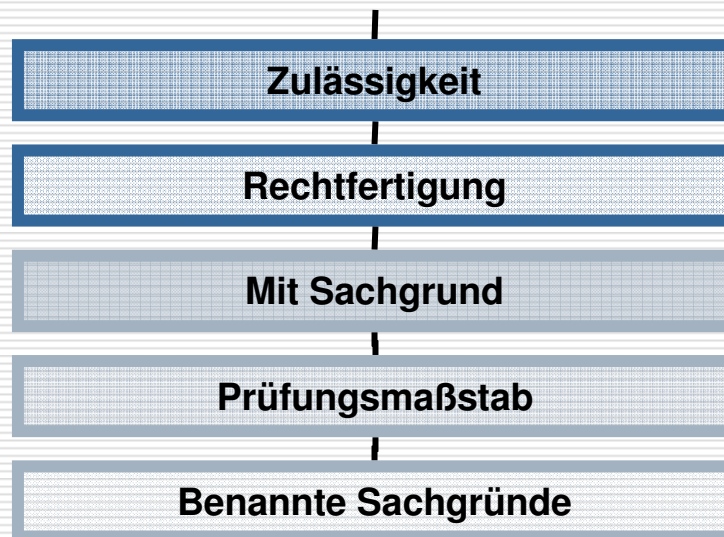 Zulässigkeit
Rechtfertigung
Mit Sachgrund
Prüfungsmaßstab
Benannte Sachgründe